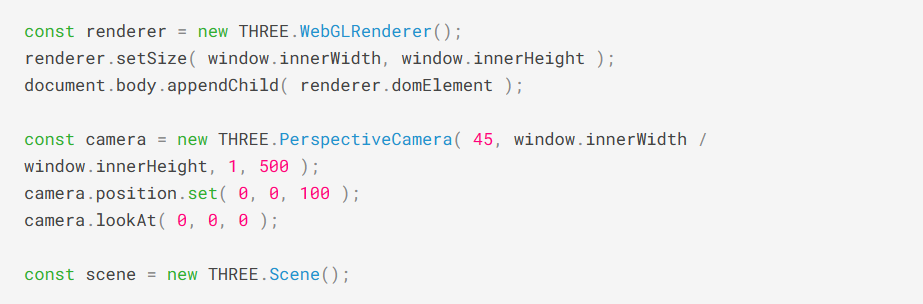 const renderer = new THREE.WebGLRenderer();
renderer.setSize( window.innerWidth, window.innerHeight );
document.body.appendChild( renderer.domElement );
const camera = new THREE.PerspectiveCamera( 45, window.innerWidth /
window.innerHeight, 1, 500 );
camera.position.set( 0, 0, 100 );
camera.lookAt( 0, 0, 0 );
const scene = new THREE.Scene();